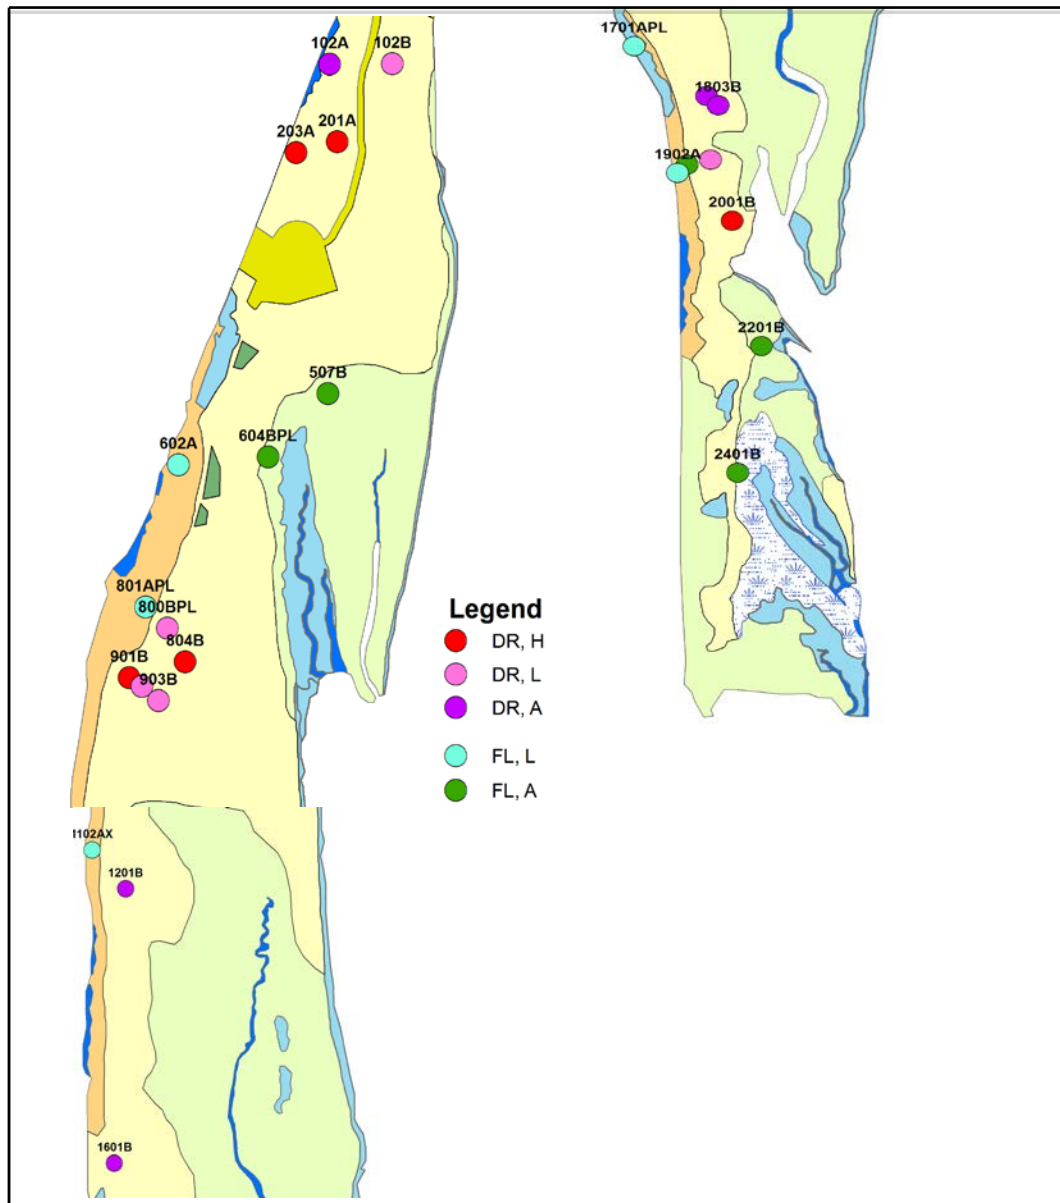 102A
102B
203A
201A
507B
602A
604BPL
801APL
800BPL
804B
901B
903B
1102AX
1201B
1601B
Legend
DR, H
DR, L
DR, A
FL, L
FL, A
1701APL
1803B
1902A
2001B
2201B
2401B